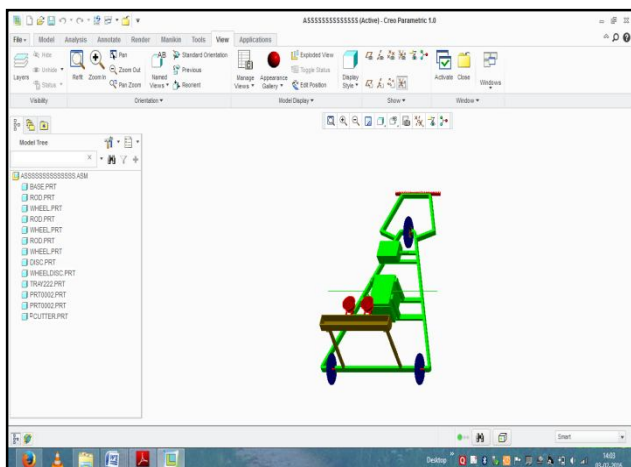 ASSSSSSSSSSSSSS (Active) - Creo Parametric 1.0
File Model Analysis Annotate Render Manikin Tools View Applications
Layers
Hide
Unhide
Status
Visibility
Refit
Zoom In
Pan
Zoom Out
Pan Zoom
Named Views
Standard Orientation
Previous
Reorient
Orientation
Manage Views
Appearance Gallery
Exploded View
Toggle Status
Edit Position
Model Display
Display Style
Show
Activate
Close
Windows
Window
Model Tree
ASSSSSSSSSSSSSS.ASM
BASE.PRT
ROD.PRT
WHEEL.PRT
ROD.PRT
WHEEL.PRT
ROD.PRT
WHEEL.PRT
DISC.PRT
WHEELDISC.PRT
TRAY222.PRT
PRT0002.PRT
PRT0002.PRT
CUTTER.PRT
Smart
Desktop
14:03
03-02-2016